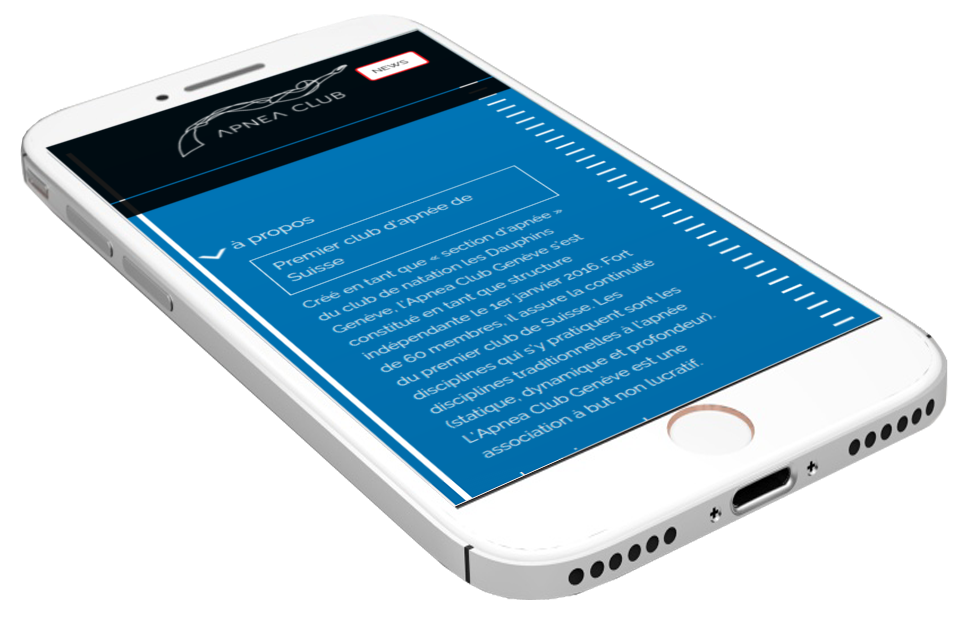 NEWS
APNEA CLUB
à propos
Premier club d'apnée de
Suisse
Créé en tant que « section d'apnée »
du club de natation les Dauphins
Genève, l'Apnea Club Genève s'est
constitué en tant que structure
indépendante le 1er janvier 2016. Fort
de 60 membres, il assure la continuité
du premier club de Suisse. Les
disciplines qui s'y pratiquent sont les
disciplines traditionnelles à l'apnée
(statique, dynamique et profondeur).
L'Apnea Club Genève est une
association à but non lucratif.